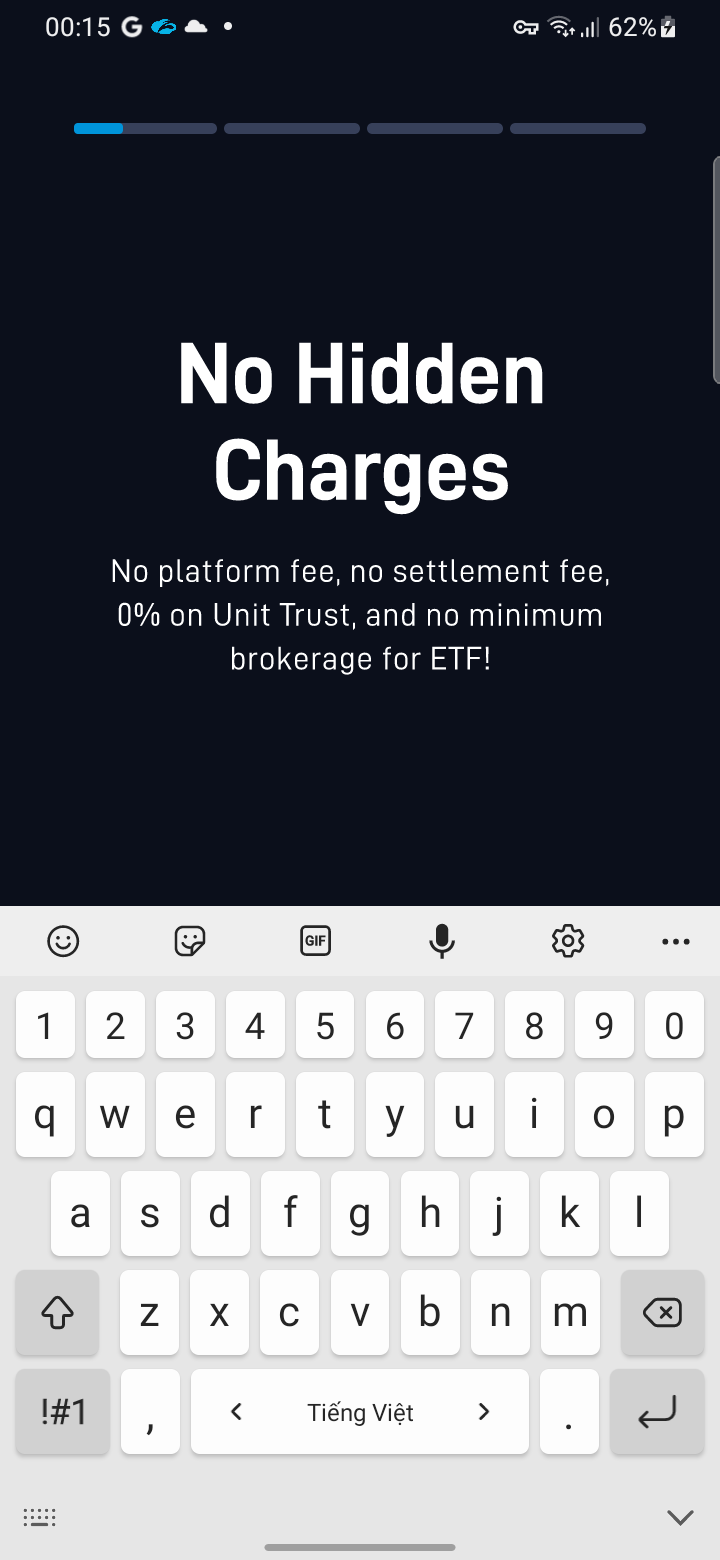 00:15 G 62%
No Hidden
Charges
No platform fee, no settlement fee,
0% on Unit Trust, and no minimum
brokerage for ETF!
GIF
1 2 3 4 5 6 7 8 9 0
q w e r t y u i o p
a s d f g h j k l
z x c v b n m
!#1 , < Tiếng Việt > .